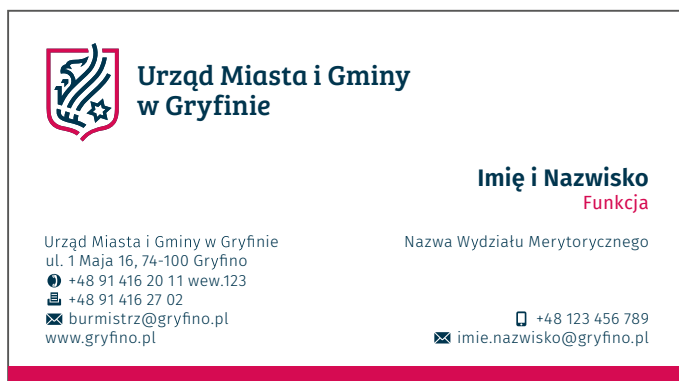 Urząd Miasta i Gminy
w Gryfinie
Imię i Nazwisko
Funkcja
Urząd Miasta i Gminy w Gryfinie
ul. 1 Maja 16, 74-100 Gryfino
+48 91 416 20 11 wew.123
+48 91 416 27 02
burmistrz@gryfino.pl
www.gryfino.pl
Nazwa Wydziału Merytorycznego
+48 123 456 789
imie.nazwisko@gryfino.pl